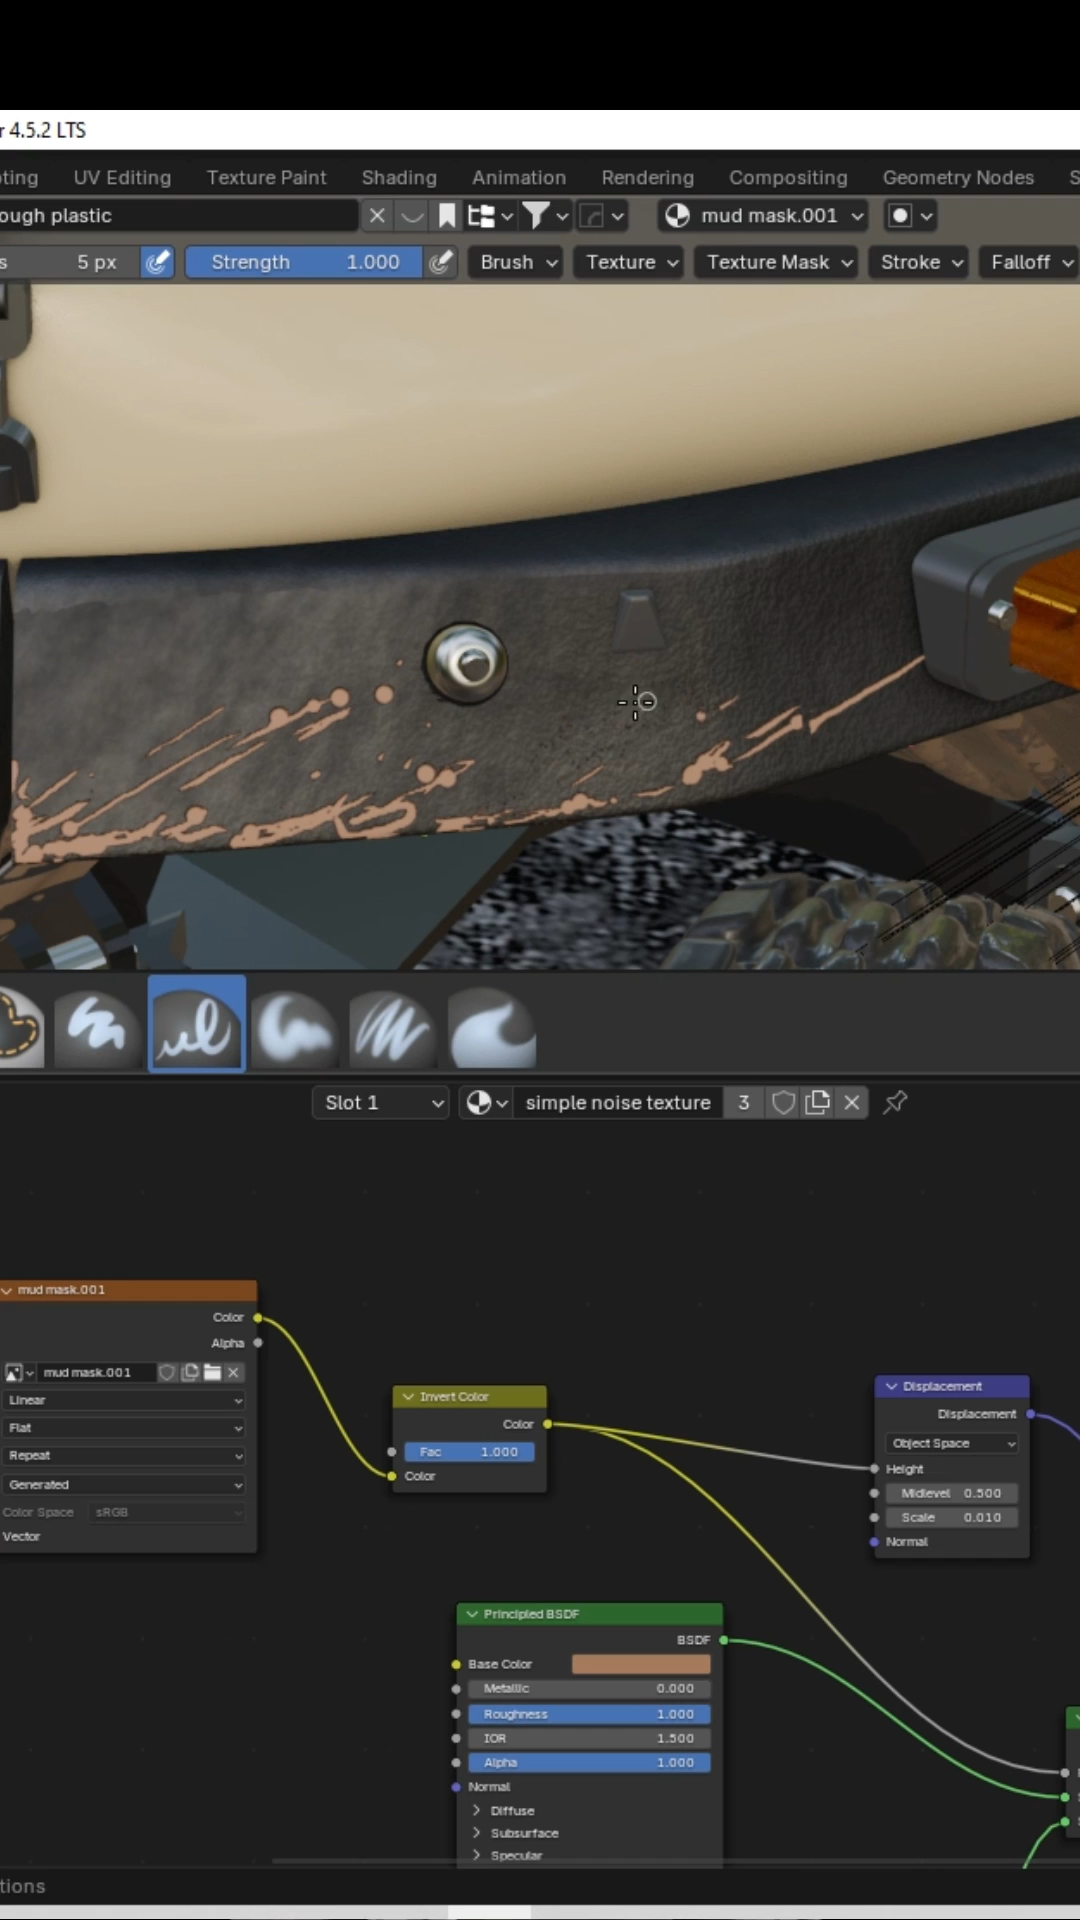 r 4.5.2 LTS
ting UV Editing Texture Paint Shading Animation Rendering Compositing Geometry Nodes S
ough plastic mud mask.001
s 5 px Strength 1.000 Brush Texture Texture Mask Stroke Falloff
Slot 1 simple noise texture 3
mud mask.001
Color
Alpha
mud mask.001
Linear
Flat
Repeat
Generated
Color Space sRGB
Vector
Invert Color
Color
Fac 1.000
Color
Displacement
Displacement
Object Space
Height
Midlevel 0.500
Scale 0.010
Normal
Principled BSDF
BSDF
Base Color
Metallic 0.000
Roughness 1.000
IOR 1.500
Alpha 1.000
Normal
Diffuse
Subsurface
Specular
tions